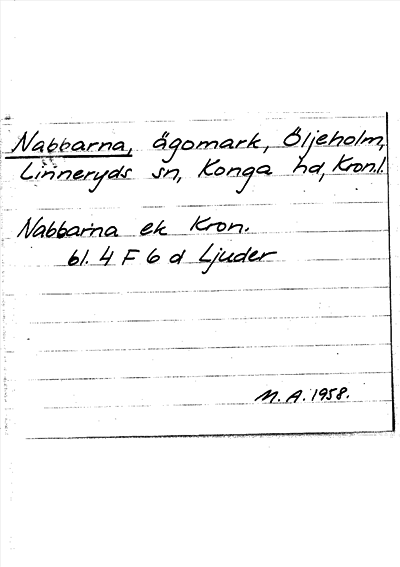 Nabbarna, ägomark, Öljeholm,
Linneryds sn, Konga hd, Kron.l.
Nabbarna ek Kron.
bl. 4 F 6 d Ljuder
M.A. 1958.